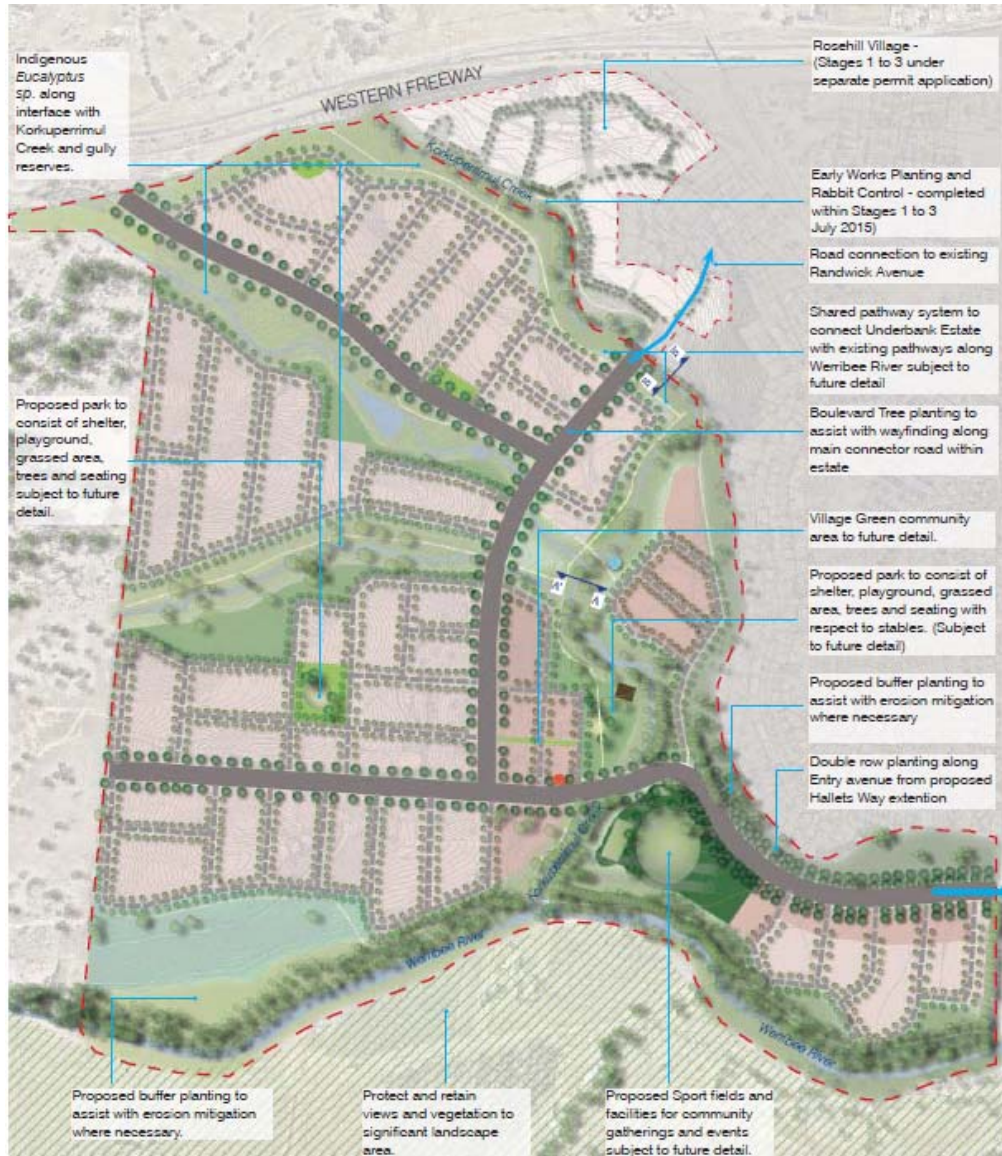 Indigenous
Eucalyptus
sp. along
interface with
Korkuperrimul
Creek and gully
reserves.
WESTERN FREEWAY
Korkuperrimul Creek
Rosehill Village -
(Stages 1 to 3 under
separate permit application)
Early Works Planting and
Rabbit Control - completed
within Stages 1 to 3
July 2015)
Road connection to existing
Randwick Avenue
Shared pathway system to
connect Underbank Estate
with existing pathways along
Werribee River subject to
future detail
Boulevard Tree planting to
assist with wayfinding along
main connector road within
estate
Proposed park to
consist of shelter,
playground,
grassed area,
trees and seating
subject to future
detail.
Village Green community
area to future detail.
A'
A
Proposed park to consist of
shelter, playground, grassed
area, trees and seating with
respect to stables. (Subject
to future detail)
Proposed buffer planting to
assist with erosion mitigation
where necessary
Double row planting along
Entry avenue from proposed
Hallets Way extention
Korkuperrimul Creek
Werribee River
Werribee River
Proposed buffer planting to
assist with erosion mitigation
where necessary.
Protect and retain
views and vegetation to
significant landscape
area.
Proposed Sport fields and
facilities for community
gatherings and events
subject to future detail.